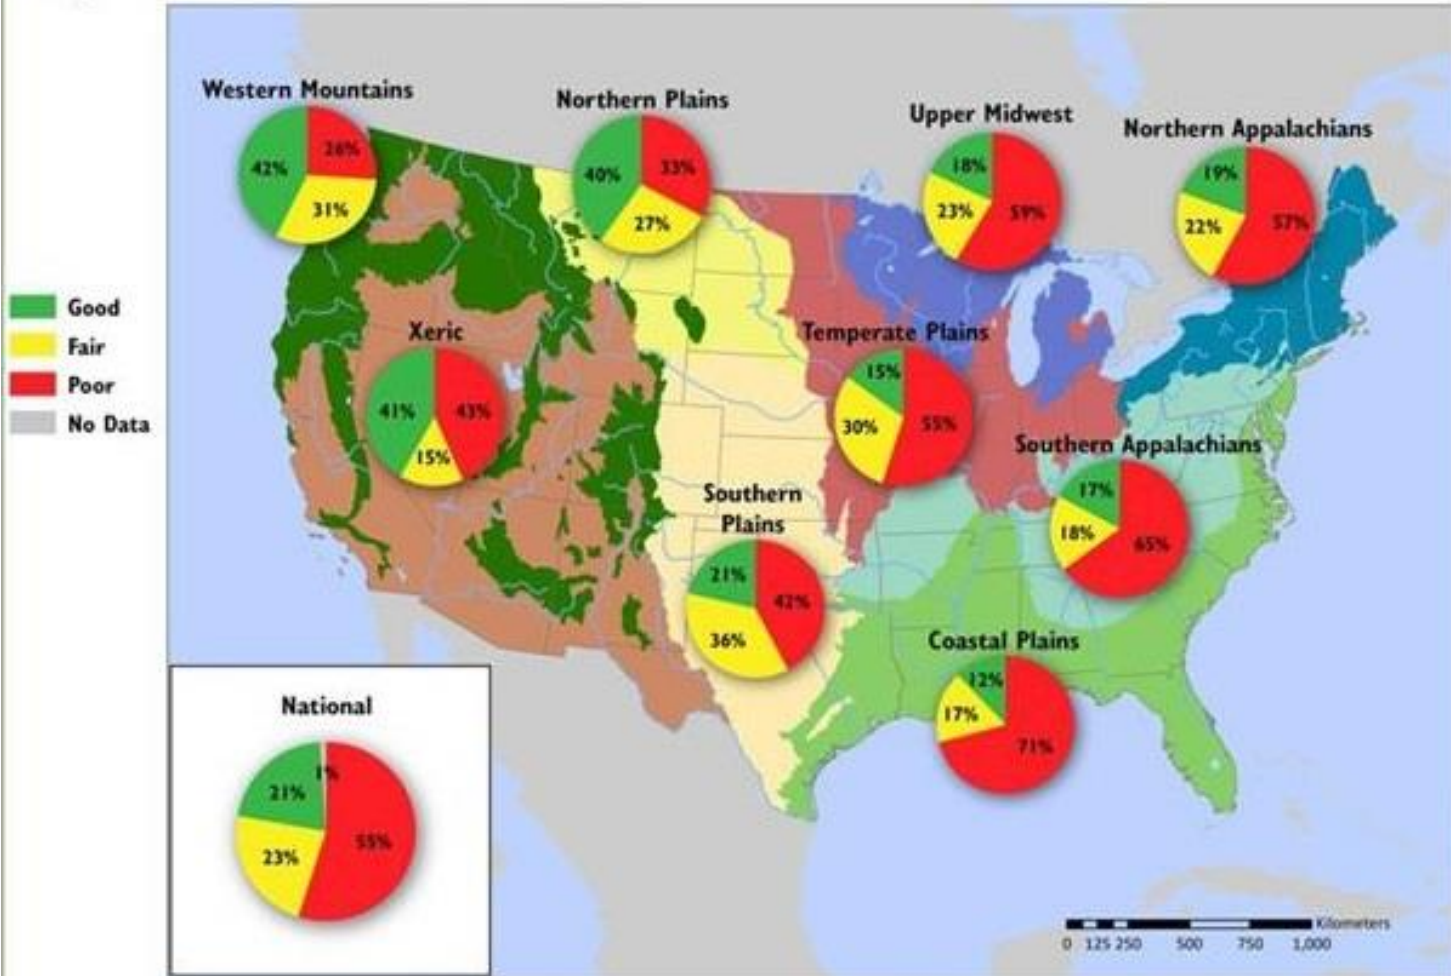 Western Mountains
42%
26%
31%
Northern Plains
40%
33%
27%
Upper Midwest
18%
23%
59%
Northern Appalachians
19%
22%
57%
Good
Fair
Poor
No Data
Xeric
41%
43%
15%
Temperate Plains
15%
30%
55%
Southern Appalachians
17%
18%
65%
Southern
Plains
21%
42%
36%
Coastal Plains
12%
17%
71%
National
1%
21%
55%
23%
Kilometers
0 125 250 500 750 1,000